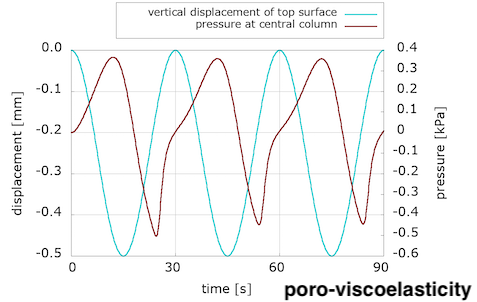 vertical displacement of top surface
pressure at central column
0.0
-0.1
-0.2
-0.3
-0.4
-0.5
displacement [mm]
0.4
0.3
0.2
0.1
0
-0.1
-0.2
-0.3
-0.4
-0.5
-0.6
pressure [kPa]
0 30 60 90
time [s]
poro-viscoelasticity